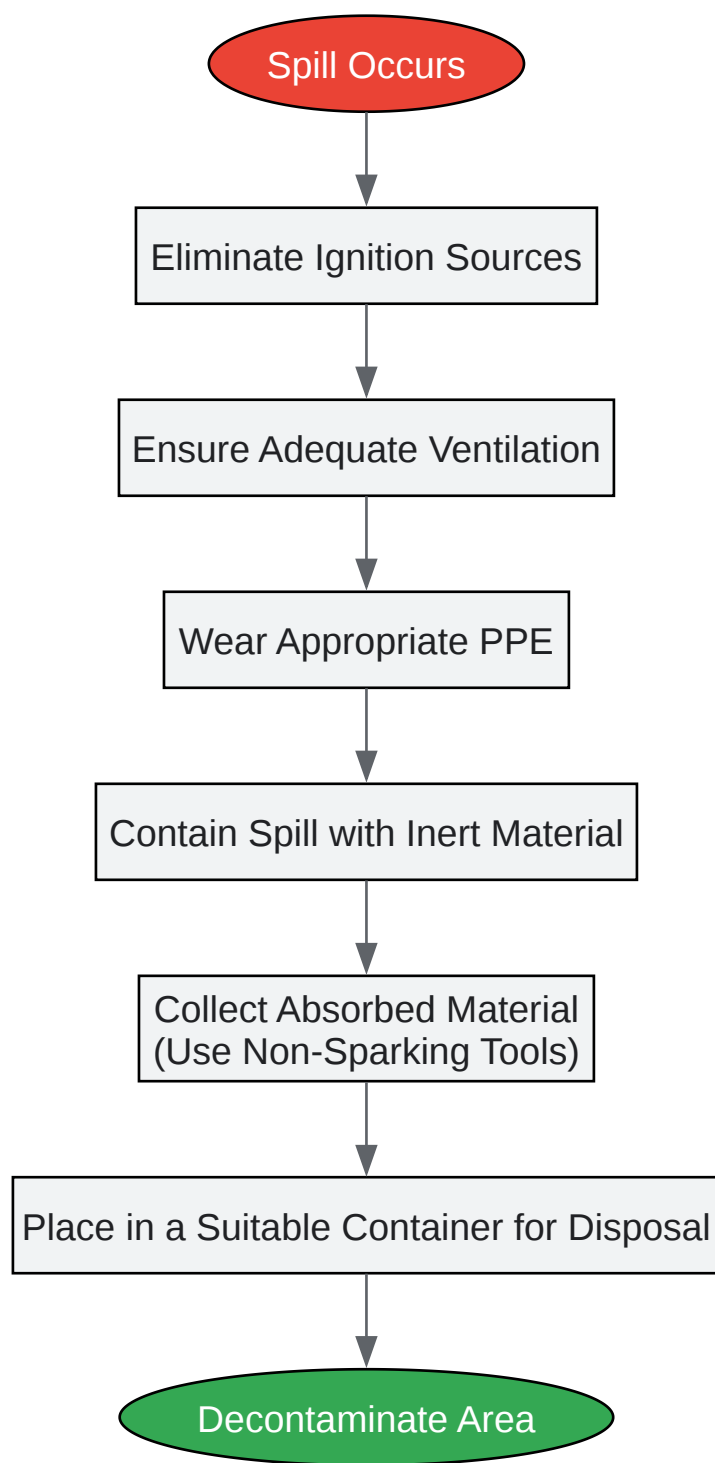 Spill Occurs
Eliminate Ignition Sources
Ensure Adequate Ventilation
Wear Appropriate PPE
Contain Spill with Inert Material
Collect Absorbed Material
(Use Non-Sparking Tools)
Place in a Suitable Container for Disposal
Decontaminate Area